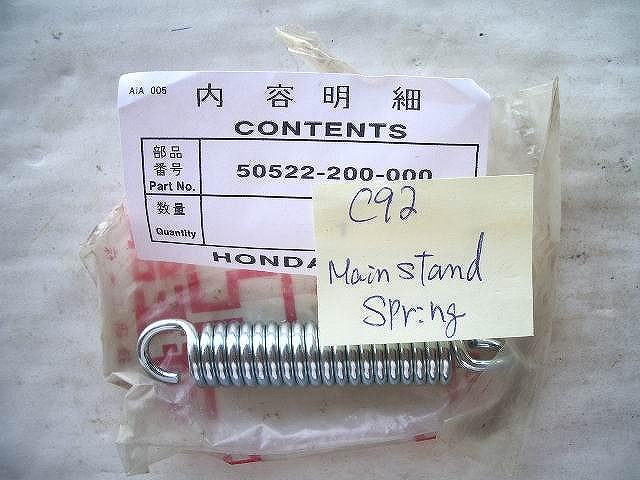 AIA 005
内容明細
CONTENTS
部品
番号
Part No.
50522-200-000
数量
Quantity
HONDA
C92
Main stand
Spring